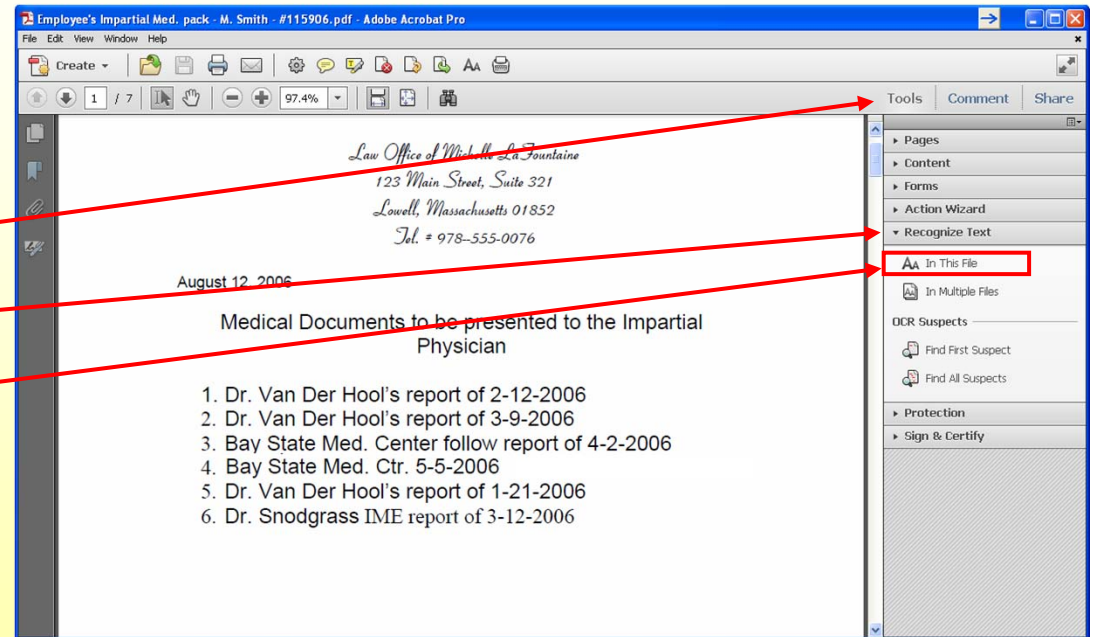 Employee's Impartial Med. pack - M. Smith - #115906.pdf - Adobe Acrobat Pro
File Edit View Window Help
Create
1 / 7 97.4% Tools Comment Share
Law Office of Michelle LaFountaine
123 Main Street, Suite 321
Lowell, Massachusetts 01852
Tel. # 978-555-0076
August 12, 2006
Medical Documents to be presented to the Impartial
Physician
1. Dr. Van Der Hool's report of 2-12-2006
2. Dr. Van Der Hool's report of 3-9-2006
3. Bay State Med. Center follow report of 4-2-2006
4. Bay State Med. Ctr. 5-5-2006
5. Dr. Van Der Hool's report of 1-21-2006
6. Dr. Snodgrass IME report of 3-12-2006
Pages
Content
Forms
Action Wizard
Recognize Text
AA In This File
In Multiple Files
OCR Suspects
Find First Suspect
Find All Suspects
Protection
Sign & Certify